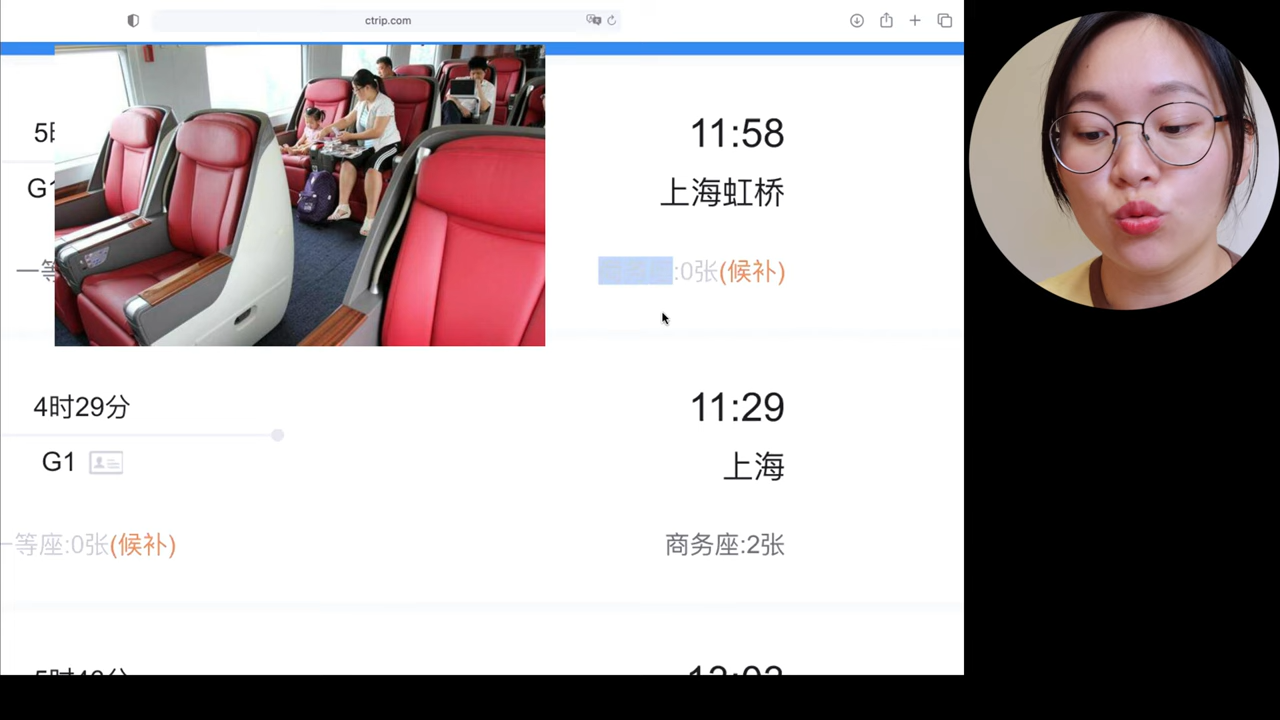 ctrip.com
11:58
上海虹桥
:0张(候补)
4时29分
11:29
G1
上海
一等座:0张(候补)
商务座:2张